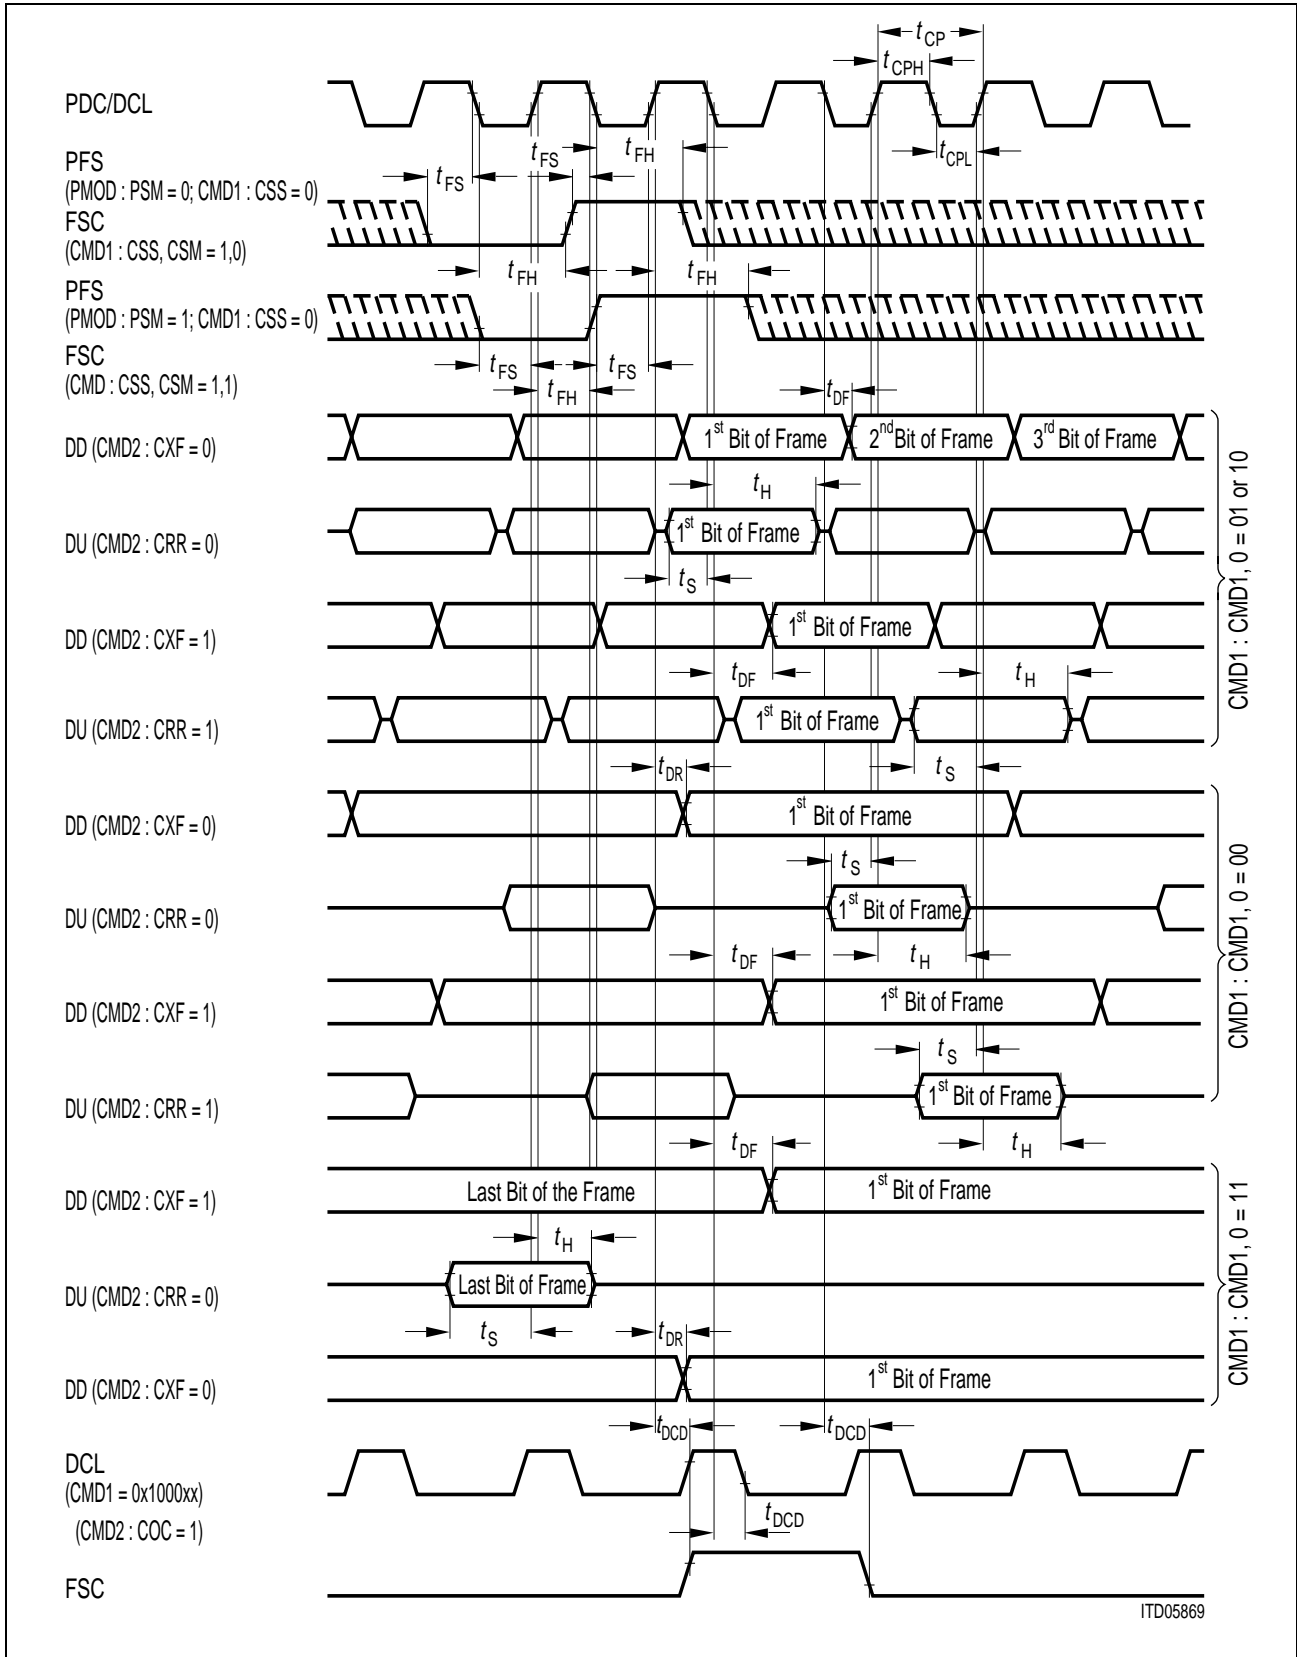 tCP
tCPH
PDC/DCL
tCPL
PFS
(PMOD : PSM = 0; CMD1 : CSS = 0)
tFS
tFS
tFH
FSC
(CMD1 : CSS, CSM = 1,0)
tFH
tFH
PFS
(PMOD : PSM = 1; CMD1 : CSS = 0)
FSC
(CMD : CSS, CSM = 1,1)
tFS
tFH
tFS
tDF
DD (CMD2 : CXF = 0)
1st Bit of Frame
2nd Bit of Frame
3rd Bit of Frame
tH
DU (CMD2 : CRR = 0)
1st Bit of Frame
tS
DD (CMD2 : CXF = 1)
1st Bit of Frame
tDF
tH
DU (CMD2 : CRR = 1)
1st Bit of Frame
tS
CMD1 : CMD1, 0 = 01 or 10
tDR
DD (CMD2 : CXF = 0)
1st Bit of Frame
tS
DU (CMD2 : CRR = 0)
1st Bit of Frame
tDF
tH
DD (CMD2 : CXF = 1)
1st Bit of Frame
tS
DU (CMD2 : CRR = 1)
1st Bit of Frame
tH
CMD1 : CMD1, 0 = 00
tDF
DD (CMD2 : CXF = 1)
Last Bit of the Frame
1st Bit of Frame
tH
DU (CMD2 : CRR = 0)
Last Bit of Frame
tS
tDR
DD (CMD2 : CXF = 0)
1st Bit of Frame
CMD1 : CMD1, 0 = 11
tDCD
tDCD
DCL
(CMD1 = 0x1000xx)
(CMD2 : COC = 1)
tDCD
FSC
ITD05869